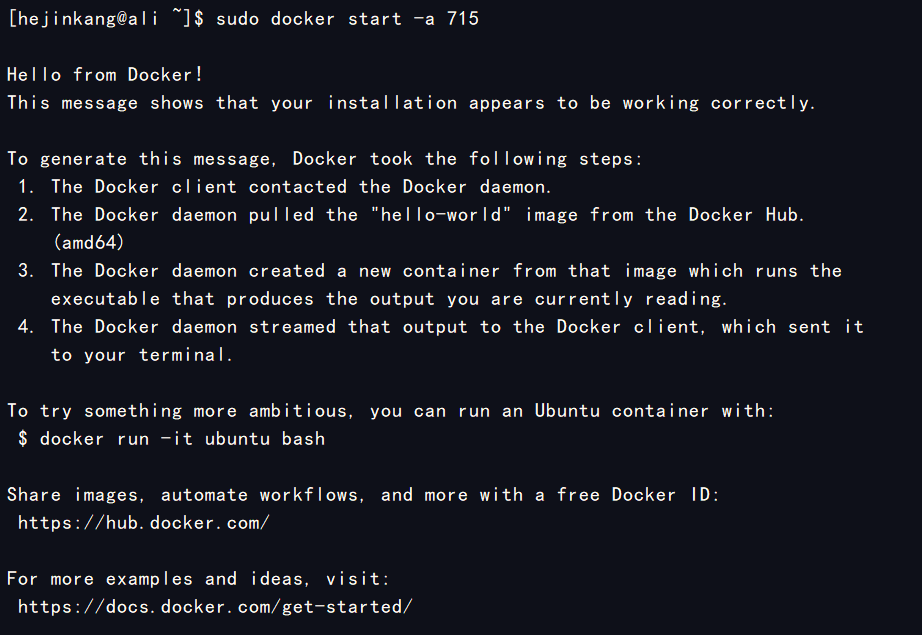 [hejinkang@ali ~]$ sudo docker start -a 715
Hello from Docker!
This message shows that your installation appears to be working correctly.
To generate this message, Docker took the following steps:
1. The Docker client contacted the Docker daemon.
2. The Docker daemon pulled the "hello-world" image from the Docker Hub.
(amd64)
3. The Docker daemon created a new container from that image which runs the
executable that produces the output you are currently reading.
4. The Docker daemon streamed that output to the Docker client, which sent it
to your terminal.
To try something more ambitious, you can run an Ubuntu container with:
$ docker run -it ubuntu bash
Share images, automate workflows, and more with a free Docker ID:
https://hub.docker.com/
For more examples and ideas, visit:
https://docs.docker.com/get-started/